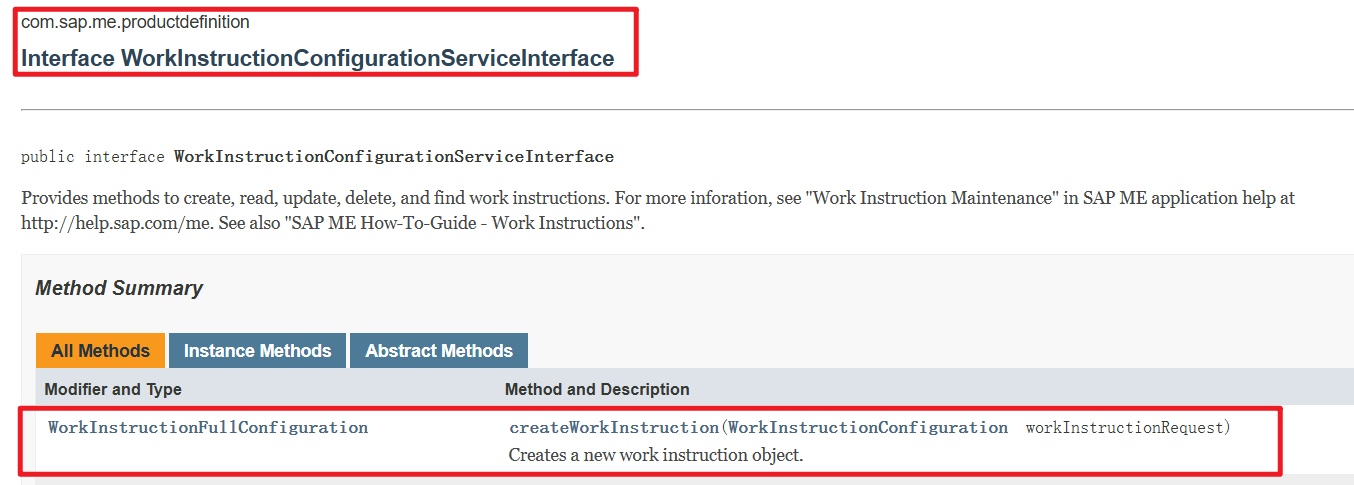 com.sap.me.productdefinition
Interface WorkInstructionConfigurationServiceInterface
public interface WorkInstructionConfigurationServiceInterface
Provides methods to create, read, update, delete, and find work instructions. For more inforation, see "Work Instruction Maintenance" in SAP ME application help at
http://help.sap.com/me. See also "SAP ME How-To-Guide - Work Instructions".
Method Summary
All Methods Instance Methods Abstract Methods
Modifier and Type Method and Description
WorkInstructionFullConfiguration createWorkInstruction(WorkInstructionConfiguration workInstructionRequest)
Creates a new work instruction object.